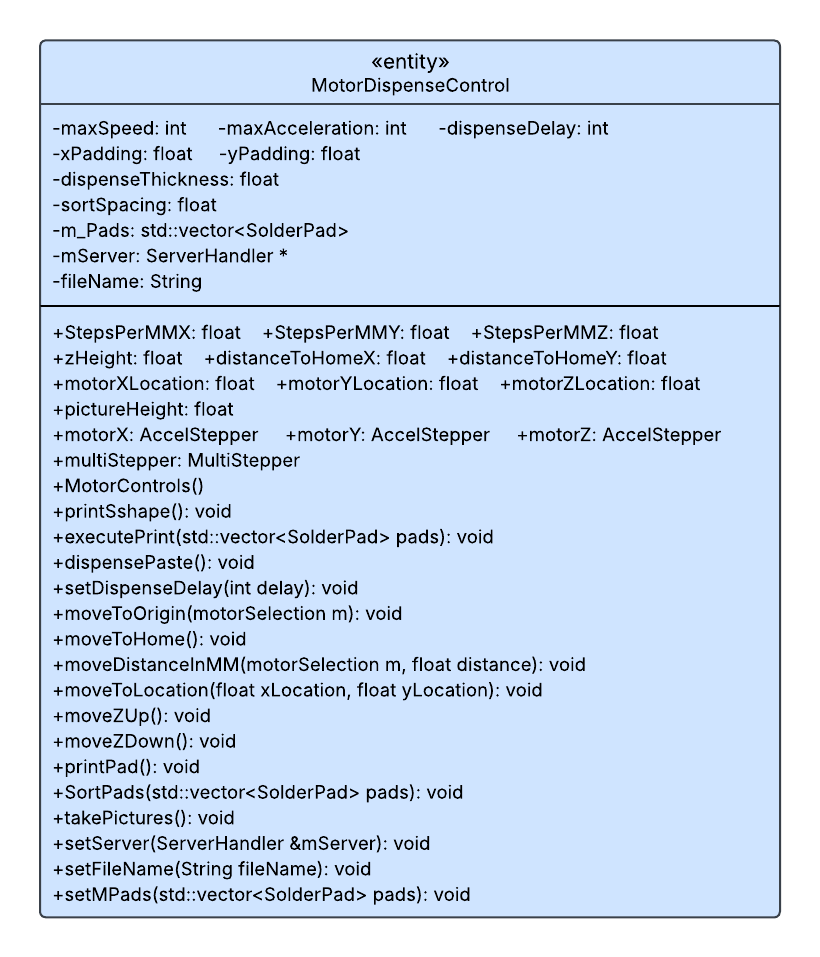 «entity»
MotorDispenseControl
-maxSpeed: int -maxAcceleration: int -dispenseDelay: int
-xPadding: float -yPadding: float
-dispenseThickness: float
-sortSpacing: float
-m_Pads: std::vector<SolderPad>
-mServer: ServerHandler *
-fileName: String
+StepsPerMMX: float +StepsPerMMY: float +StepsPerMMZ: float
+zHeight: float +distanceToHomeX: float +distanceToHomeY: float
+motorXLocation: float +motorYLocation: float +motorZLocation: float
+pictureHeight: float
+motorX: AccelStepper +motorY: AccelStepper +motorZ: AccelStepper
+multiStepper: MultiStepper
+MotorControls()
+printSshape(): void
+executePrint(std::vector<SolderPad> pads): void
+dispensePaste(): void
+setDispenseDelay(int delay): void
+moveToOrigin(motorSelection m): void
+moveToHome(): void
+moveDistanceInMM(motorSelection m, float distance): void
+moveToLocation(float xLocation, float yLocation): void
+moveZUp(): void
+moveZDown(): void
+printPad(): void
+SortPads(std::vector<SolderPad> pads): void
+takePictures(): void
+setServer(ServerHandler &mServer): void
+setFileName(String fileName): void
+setMPads(std::vector<SolderPad> pads): void